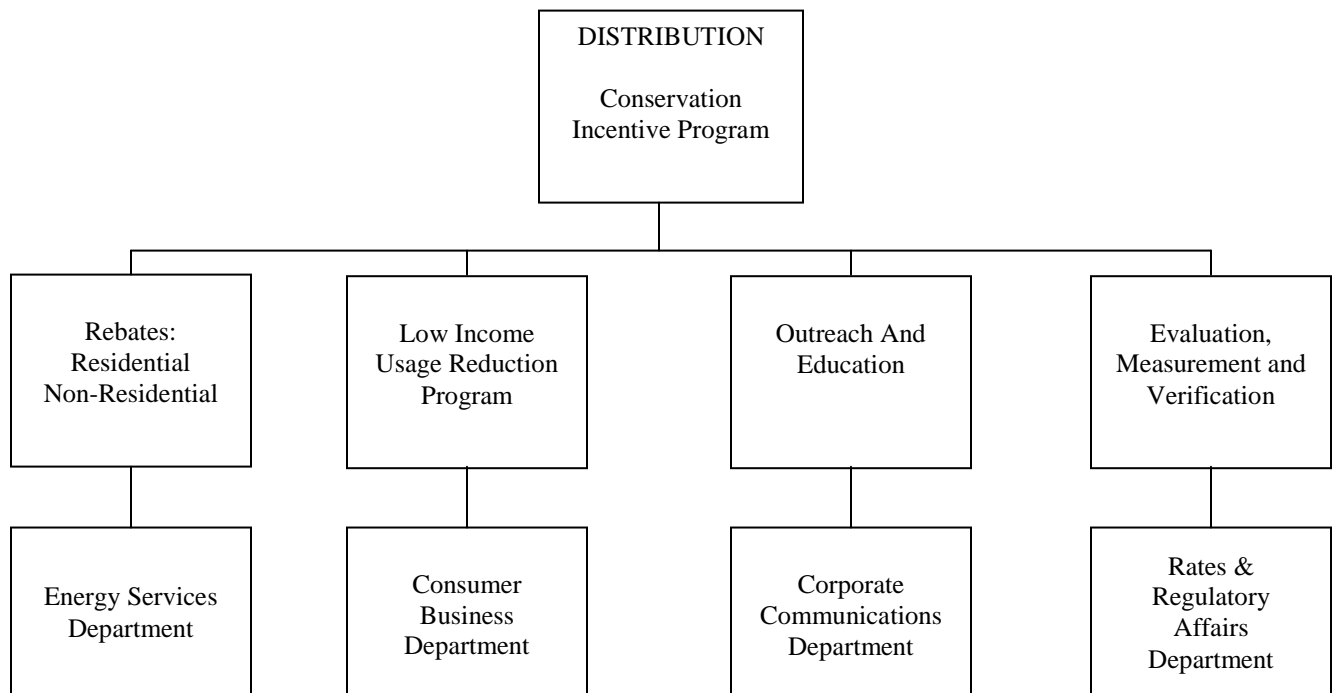 DISTRIBUTION
Conservation
Incentive Program
Rebates:
Residential
Non-Residential
Low Income
Usage Reduction
Program
Outreach And
Education
Evaluation,
Measurement and
Verification
Energy Services
Department
Consumer
Business
Department
Corporate
Communications
Department
Rates &
Regulatory
Affairs
Department